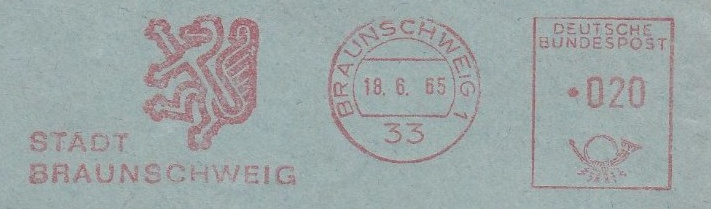 STADT
BRAUNSCHWEIG
BRAUNSCHWEIG 1
18. 6. 65
33
DEUTSCHE
BUNDESPOST
·020